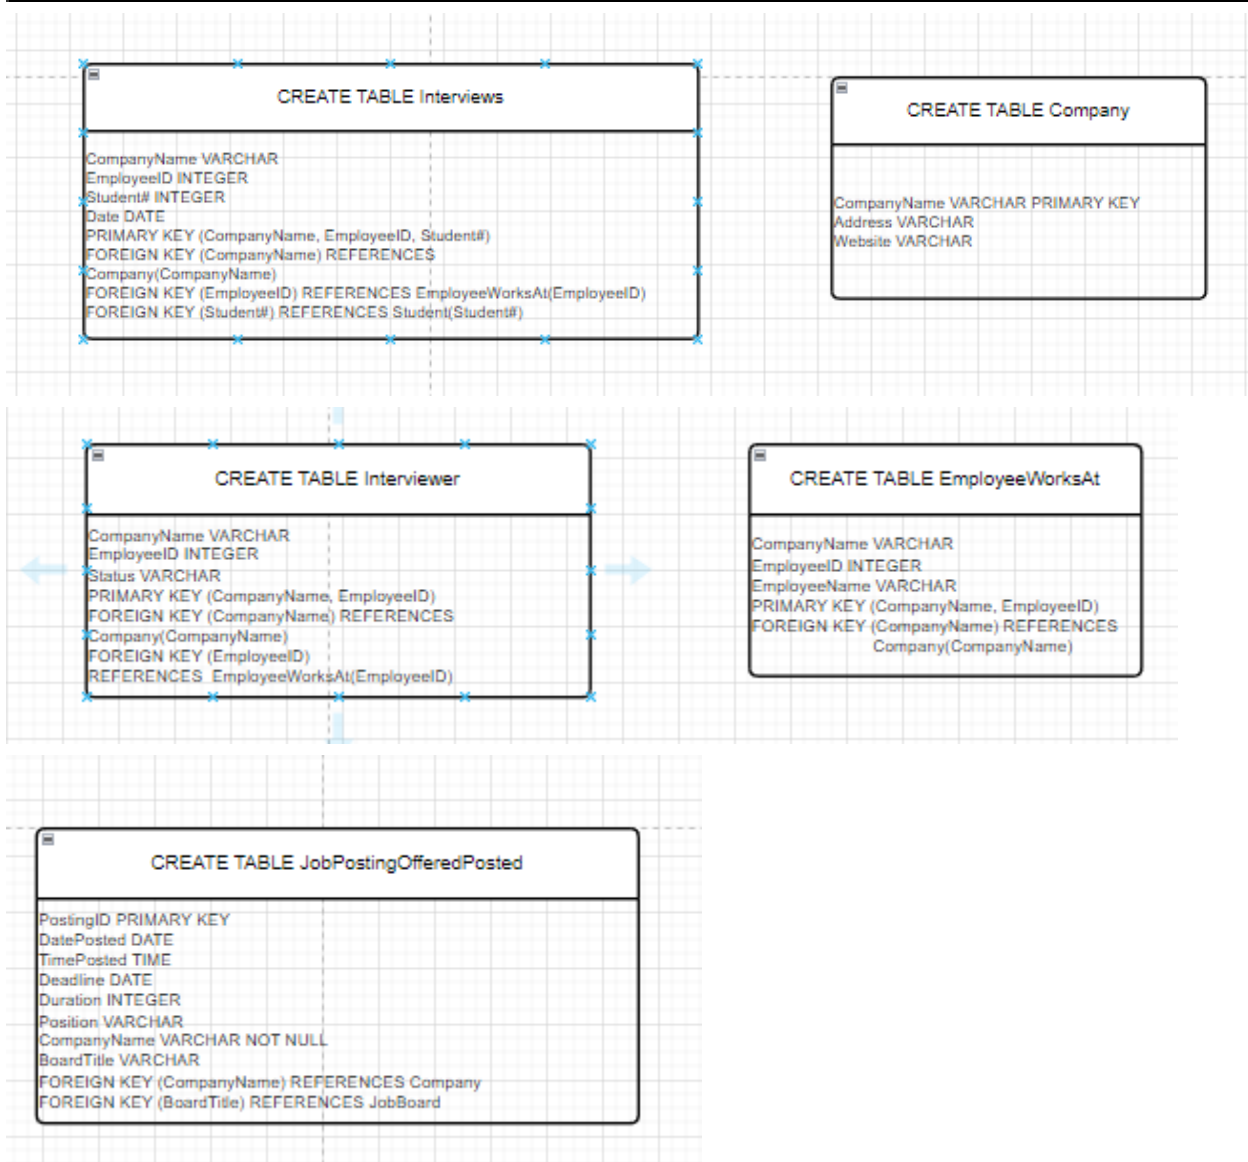 CREATE TABLE Interviews
CompanyName VARCHAR
EmployeeID INTEGER
Student# INTEGER
Date DATE
PRIMARY KEY (CompanyName, EmployeeID, Student#)
FOREIGN KEY (CompanyName) REFERENCES
Company(CompanyName)
FOREIGN KEY (EmployeeID) REFERENCES EmployeeWorksAt(EmployeeID)
FOREIGN KEY (Student#) REFERENCES Student(Student#)
CREATE TABLE Company
CompanyName VARCHAR PRIMARY KEY
Address VARCHAR
Website VARCHAR
CREATE TABLE Interviewer
CompanyName VARCHAR
EmployeeID INTEGER
Status VARCHAR
PRIMARY KEY (CompanyName, EmployeeID)
FOREIGN KEY (CompanyName) REFERENCES
Company(CompanyName)
FOREIGN KEY (EmployeeID)
REFERENCES EmployeeWorksAt(EmployeeID)
CREATE TABLE EmployeeWorksAt
CompanyName VARCHAR
EmployeeID INTEGER
EmployeeName VARCHAR
PRIMARY KEY (CompanyName, EmployeeID)
FOREIGN KEY (CompanyName) REFERENCES
Company(CompanyName)
CREATE TABLE JobPostingOfferedPosted
PostingID PRIMARY KEY
DatePosted DATE
TimePosted TIME
Deadline DATE
Duration INTEGER
Position VARCHAR
CompanyName VARCHAR NOT NULL
BoardTitle VARCHAR
FOREIGN KEY (CompanyName) REFERENCES Company
FOREIGN KEY (BoardTitle) REFERENCES JobBoard